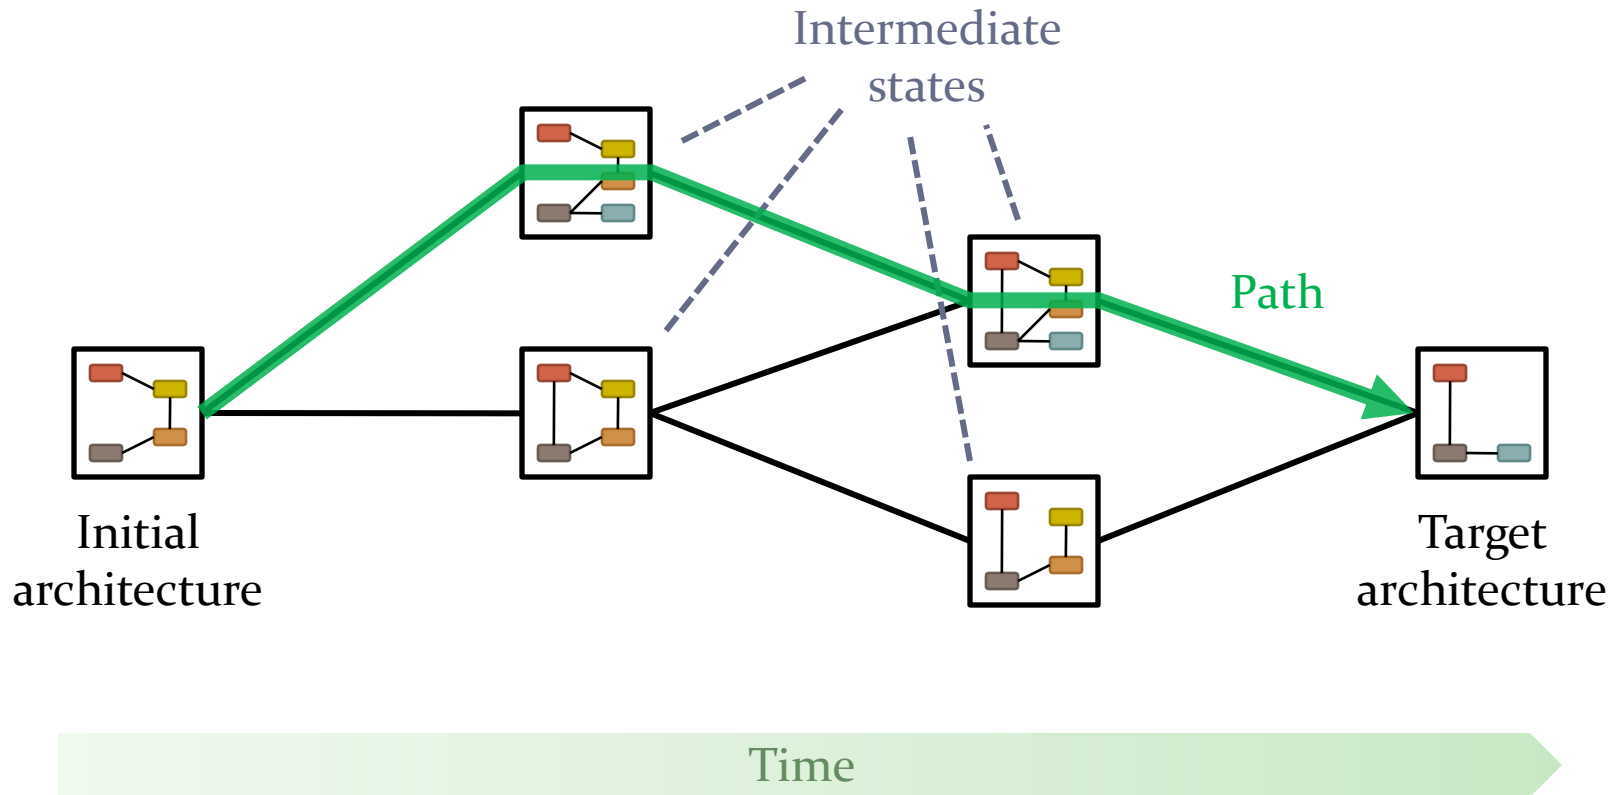 Intermediate
states
Path
Initial
architecture
Target
architecture
Time